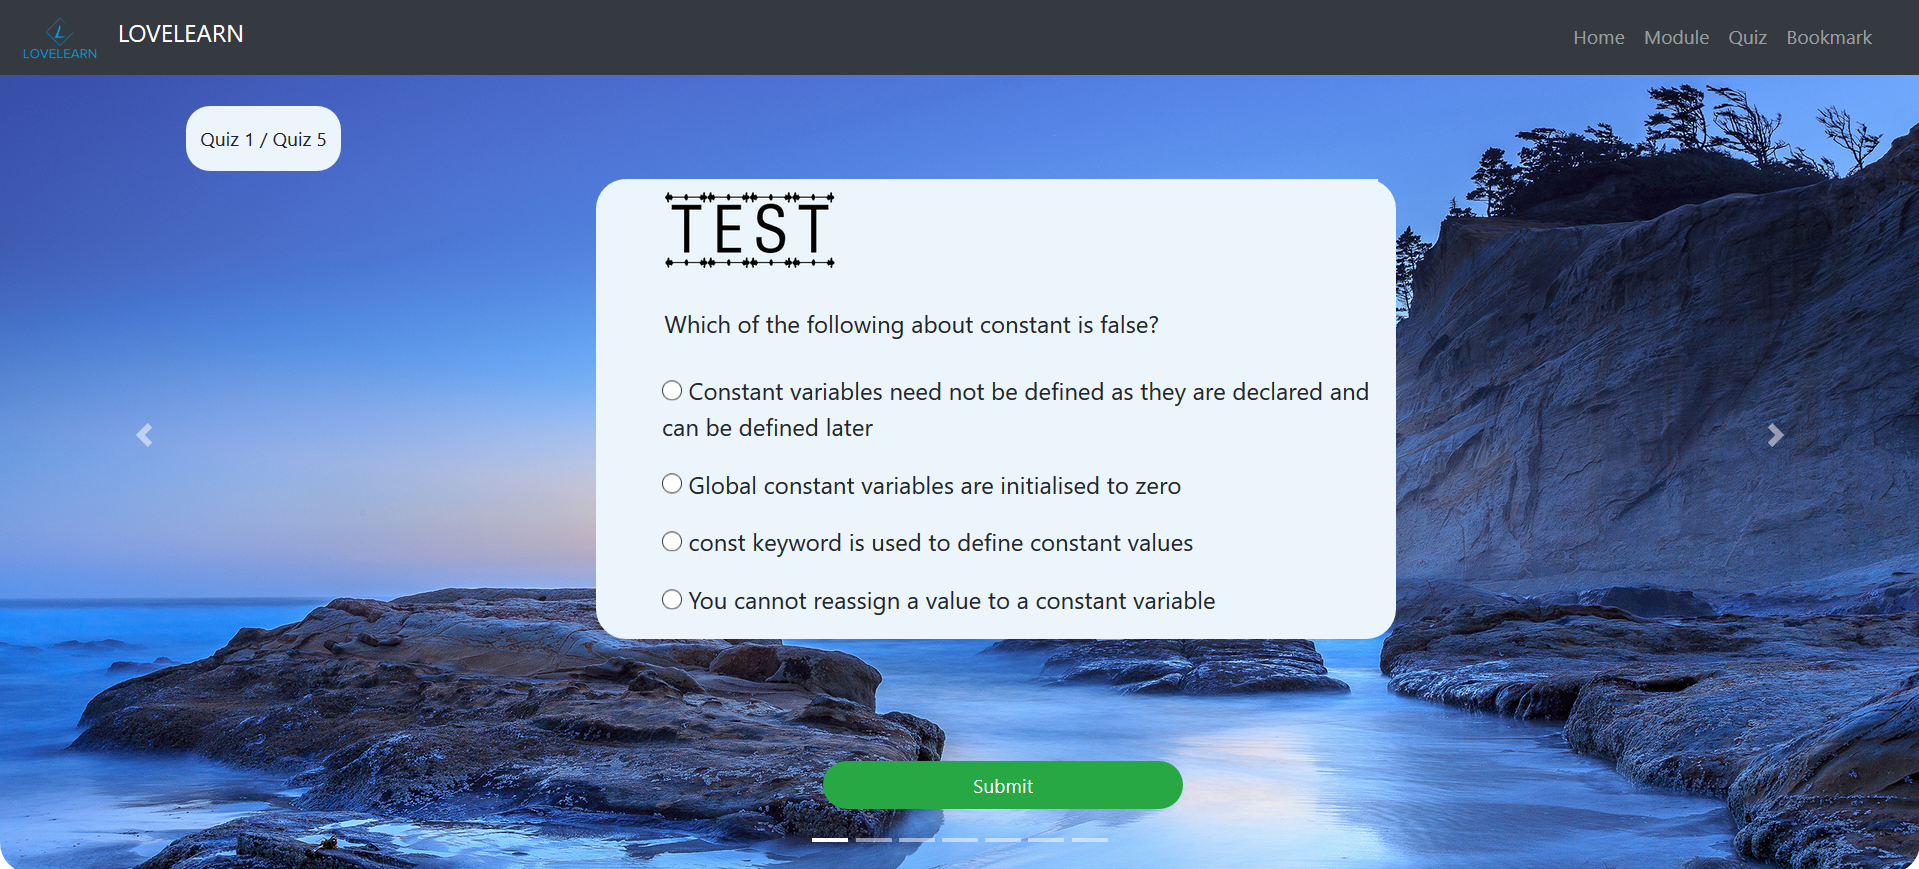 LOVELEARN
LOVELEARN
Home Module Quiz Bookmark
Quiz 1 / Quiz 5
TEST
Which of the following about constant is false?
Constant variables need not be defined as they are declared and
can be defined later
Global constant variables are initialised to zero
const keyword is used to define constant values
You cannot reassign a value to a constant variable
Submit